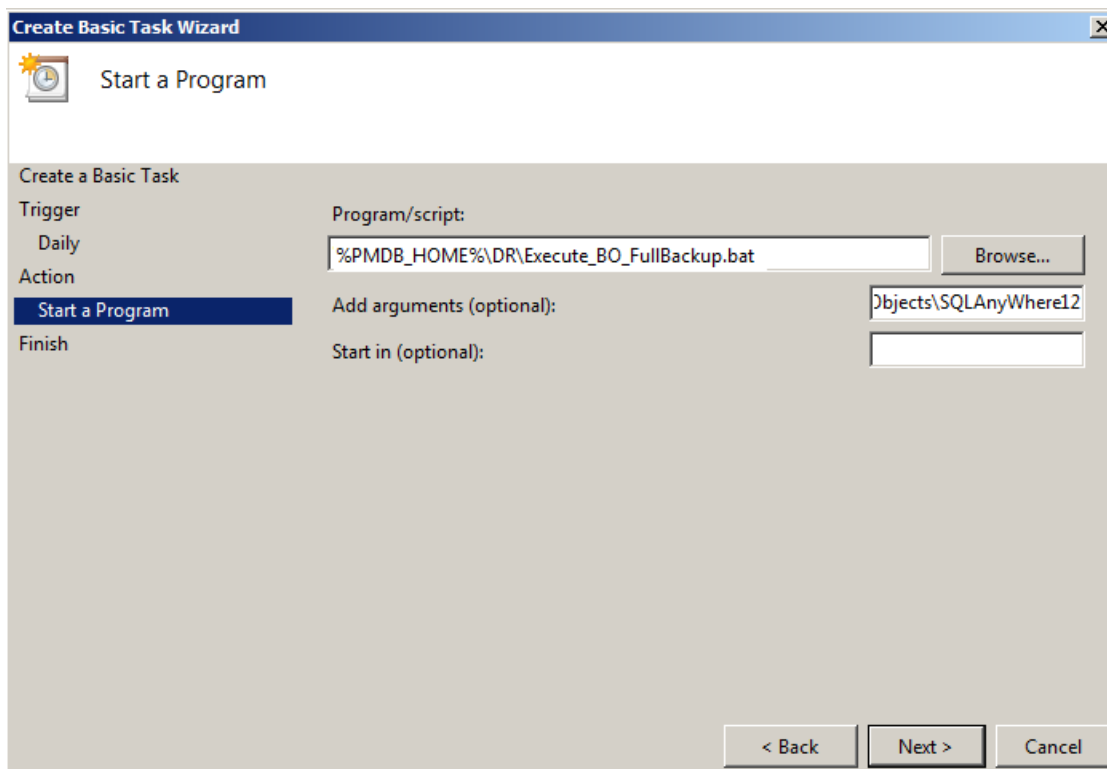 Create Basic Task Wizard
Start a Program
Create a Basic Task
Trigger
Daily
Action
Start a Program
Finish
Program/script:
%PMDB_HOME%\DR\Execute_BO_FullBackup.bat
Browse...
Add arguments (optional):
Objects\SQLAnyWhere12
Start in (optional):
< Back
Next >
Cancel